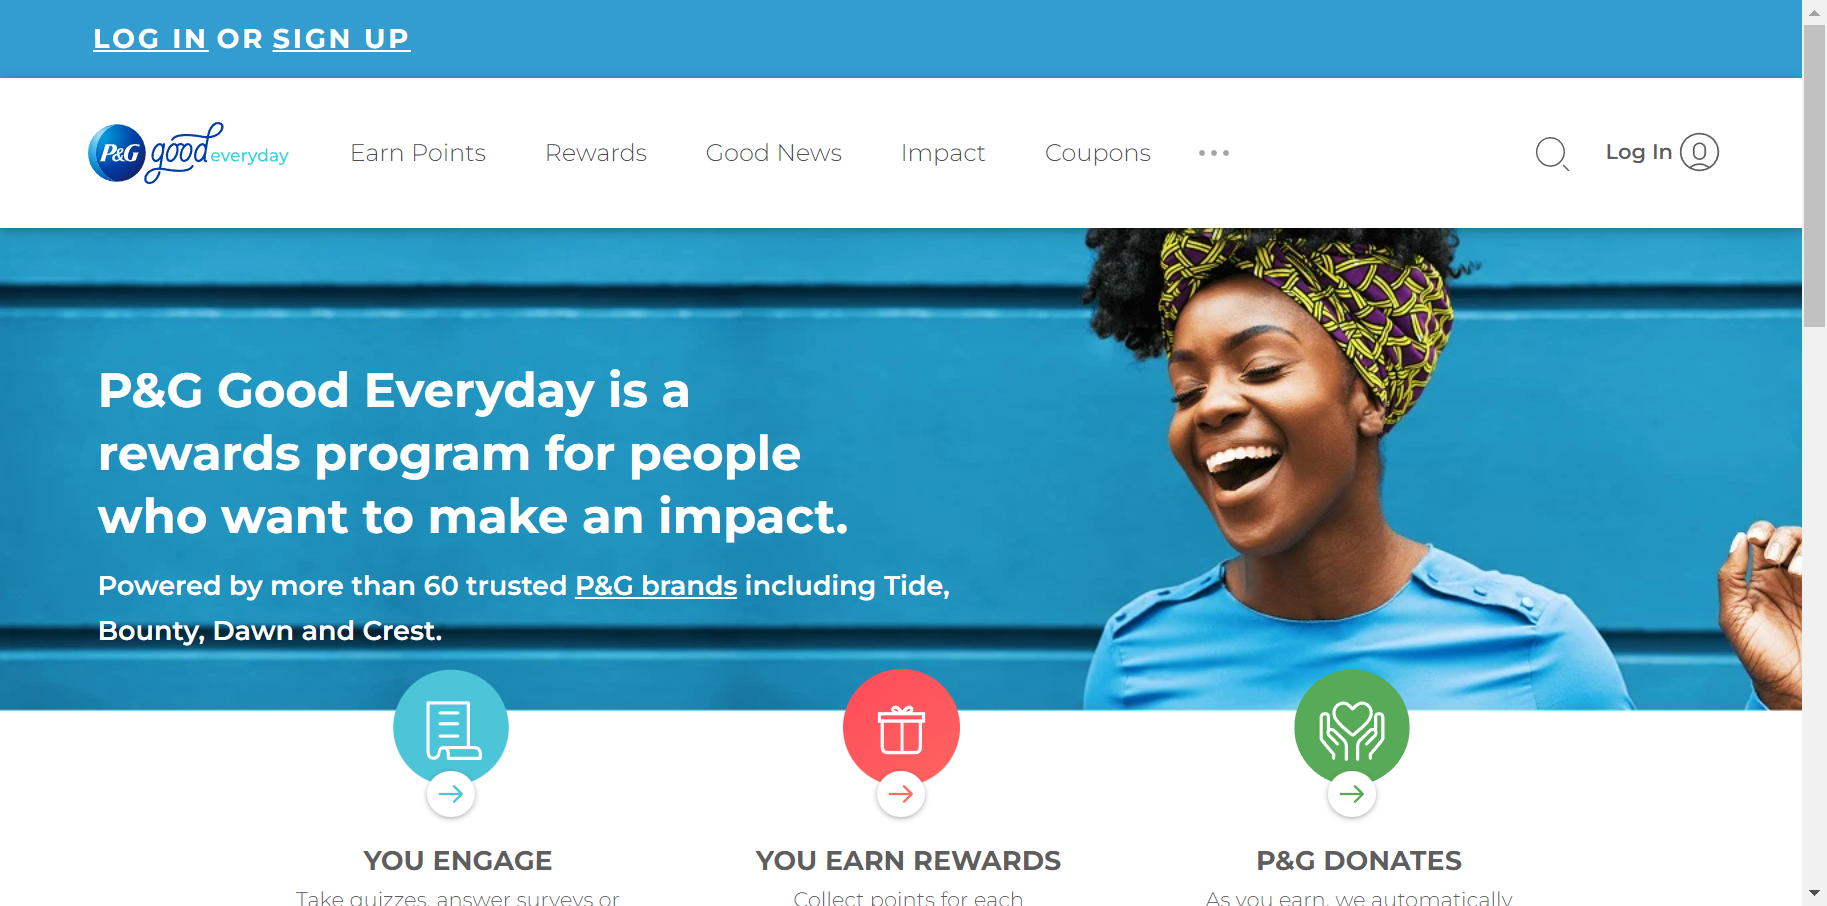 LOG IN OR SIGN UP
P&G good everyday
Earn Points Rewards Good News Impact Coupons
Log In
P&G Good Everyday is a
rewards program for people
who want to make an impact.
Powered by more than 60 trusted P&G brands including Tide,
Bounty, Dawn and Crest.
YOU ENGAGE
YOU EARN REWARDS
P&G DONATES
Take quizzes, answer surveys or
Collect points for each
As you earn, we automatically